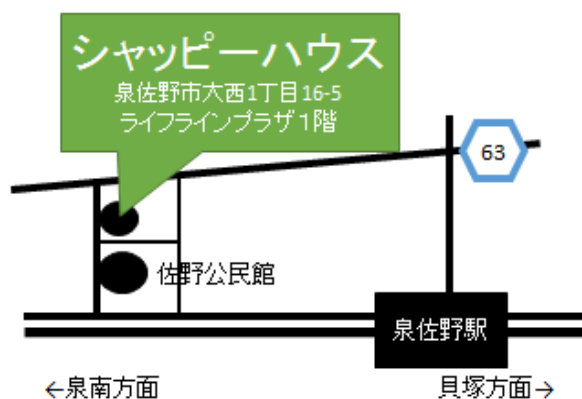 シャッピーハウス
泉佐野市大西1丁目16-5
ライフラインプラザ1階
63
佐野公民館
泉佐野駅
←泉南方面
貝塚方面→